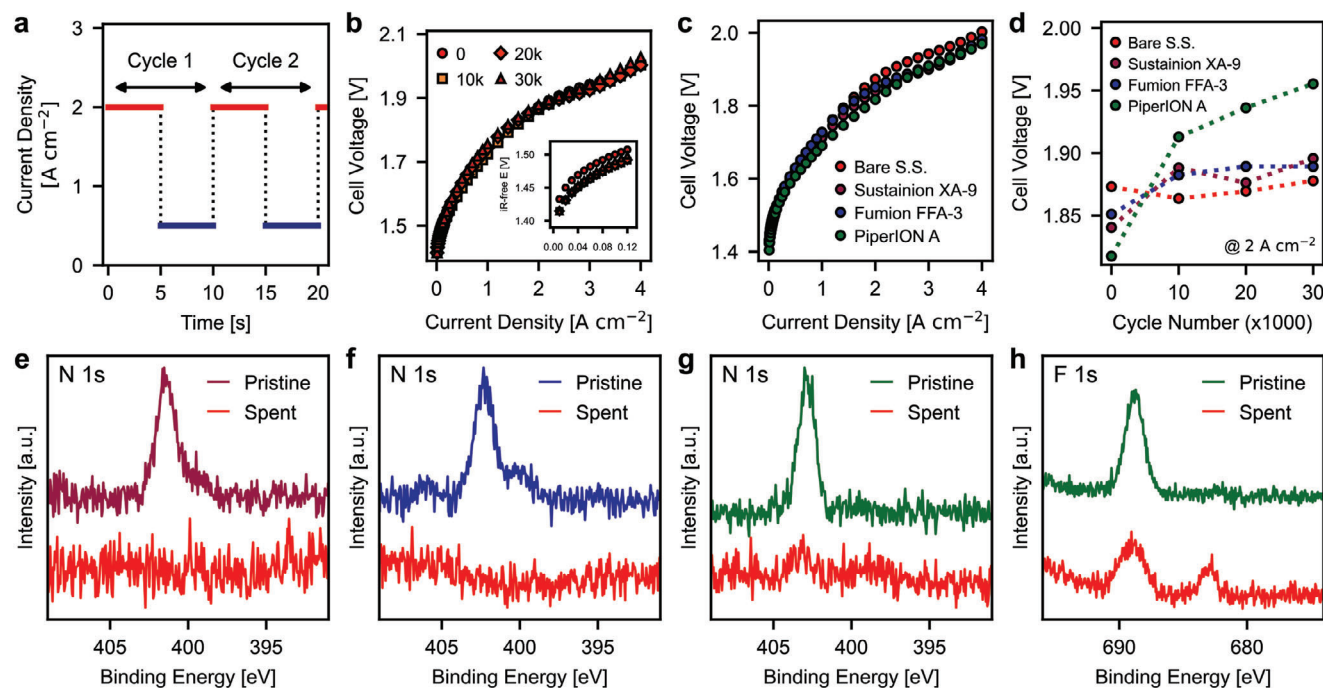 a
Current Density
[A cm⁻²]
3
2
1
0
Cycle 1
Cycle 2
0 5 10 15 20
Time [s]
b
Cell Voltage [V]
2.1
1.9
1.7
1.5
0
10k
20k
30k
iR-free E [V]
1.50
1.45
1.40
0.00 0.04 0.08 0.12
0 1 2 3 4
Current Density [A cm⁻²]
c
Cell Voltage [V]
2.0
1.8
1.6
1.4
Bare S.S.
Sustainion XA-9
Fumion FFA-3
PiperION A
0 1 2 3 4
Current Density [A cm⁻²]
d
Cell Voltage [V]
2.00
1.95
1.90
1.85
Bare S.S.
Sustainion XA-9
Fumion FFA-3
PiperION A
@ 2 A cm⁻²
0 10 20 30
Cycle Number (x1000)
e
N 1s
Pristine
Spent
Intensity [a.u.]
405 400 395
Binding Energy [eV]
f
N 1s
Pristine
Spent
Intensity [a.u.]
405 400 395
Binding Energy [eV]
g
N 1s
Pristine
Spent
Intensity [a.u.]
405 400 395
Binding Energy [eV]
h
F 1s
Pristine
Spent
Intensity [a.u.]
690 680
Binding Energy [eV]